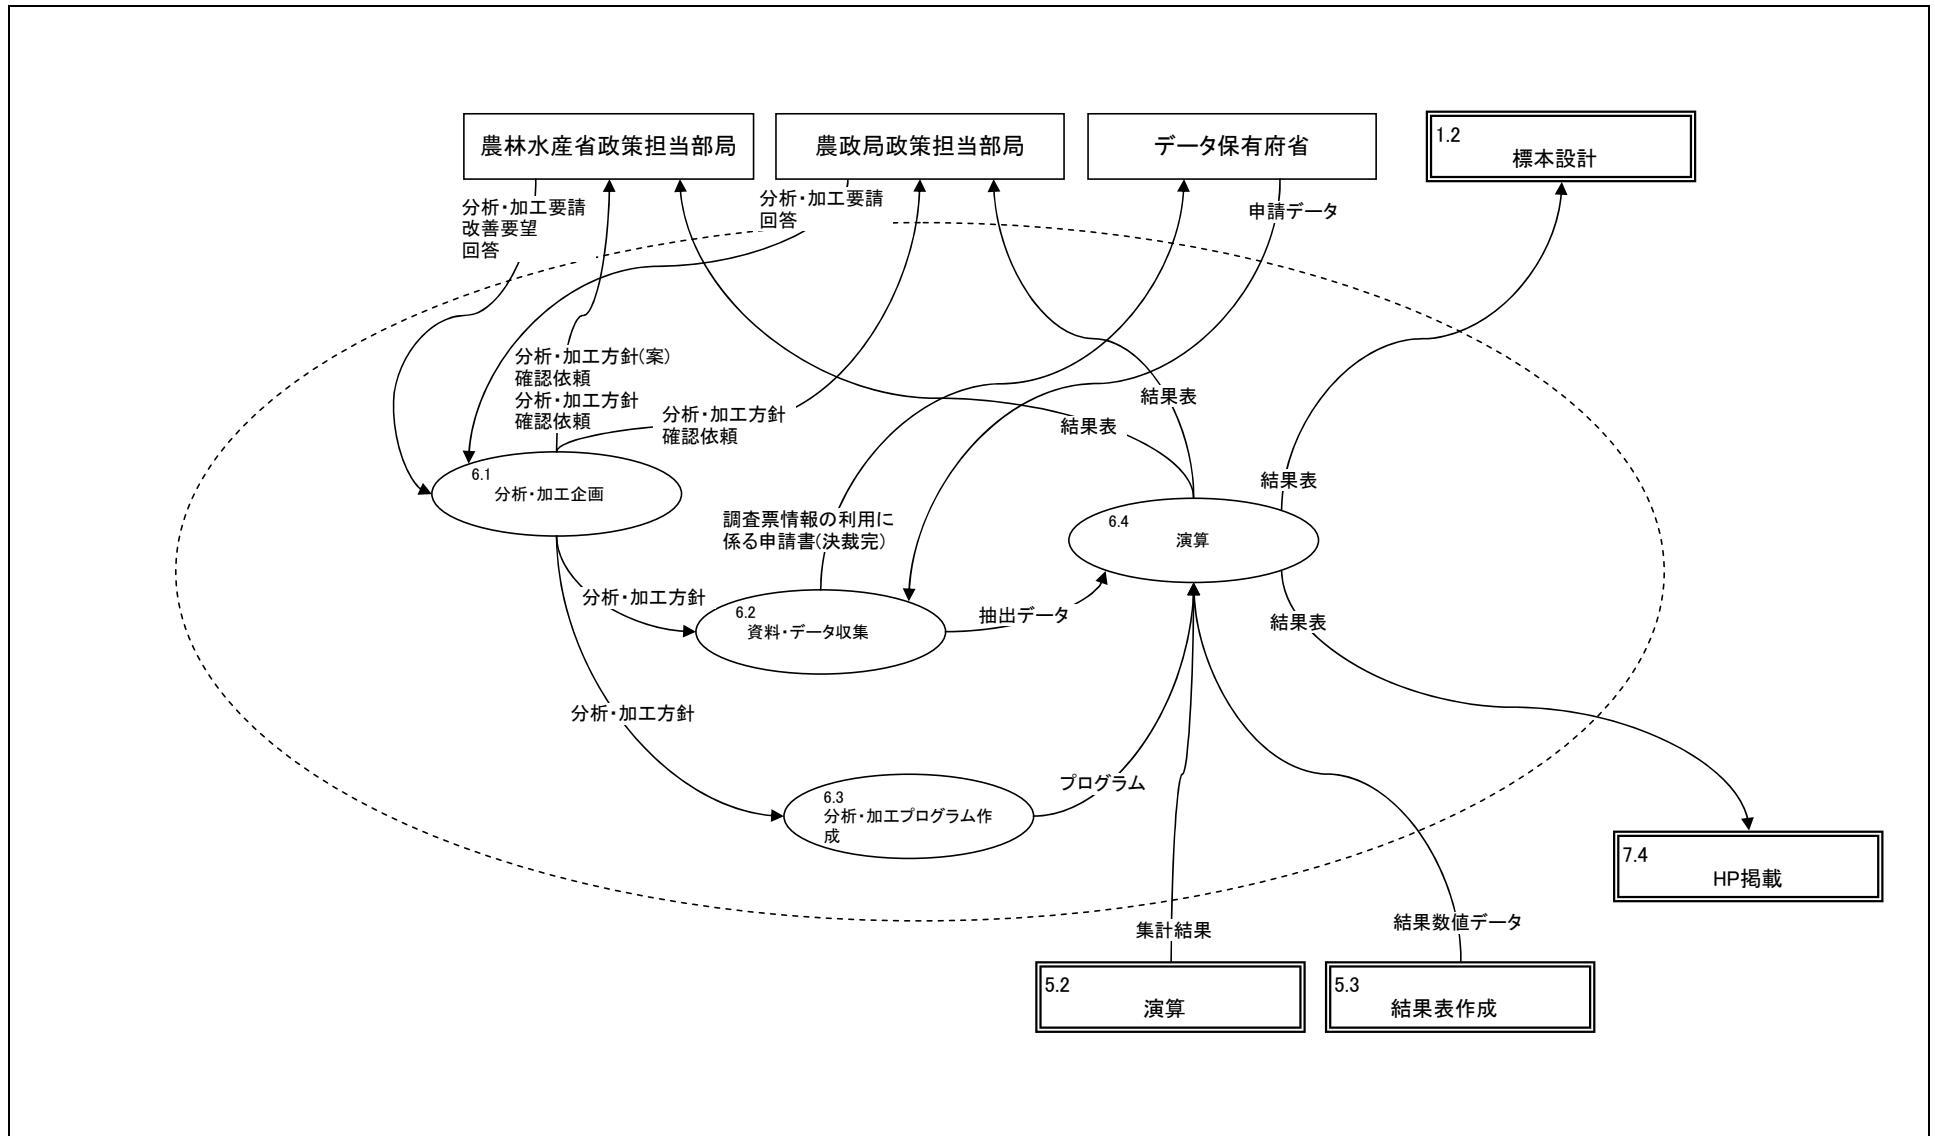 農林水産省政策担当部局
農政局政策担当部局
データ保有府省
1.2
標本設計
分析・加工要請
改善要望
回答
分析・加工要請
回答
申請データ
分析・加工方針(案)
確認依頼
分析・加工方針
確認依頼
分析・加工方針
確認依頼
結果表
結果表
結果表
6.1
分析・加工企画
調査票情報の利用に
係る申請書(決裁完)
6.4
演算
分析・加工方針
6.2
資料・データ収集
抽出データ
結果表
分析・加工方針
6.3
分析・加工プログラム作
成
プログラム
7.4
HP掲載
集計結果
結果数値データ
5.2
演算
5.3
結果表作成